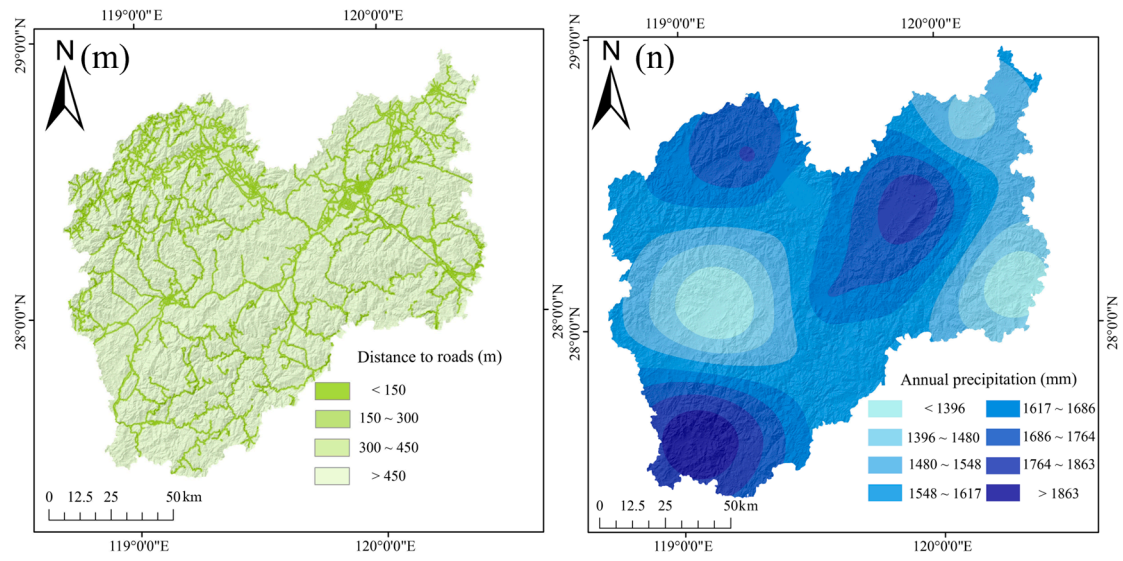 119°0'0"E
120°0'0"E
29°0'0"N
28°0'0"N
N
(m)
Distance to roads (m)
< 150
150 ~ 300
300 ~ 450
> 450
0 12.5 25 50 km
119°0'0"E
120°0'0"E
119°0'0"E
120°0'0"E
29°0'0"N
28°0'0"N
28°0'0"N
N
(n)
Annual precipitation (mm)
< 1396
1396 ~ 1480
1480 ~ 1548
1548 ~ 1617
1617 ~ 1686
1686 ~ 1764
1764 ~ 1863
> 1863
0 12.5 25 50km
119°0'0"E
120°0'0"E
28°0'0"N